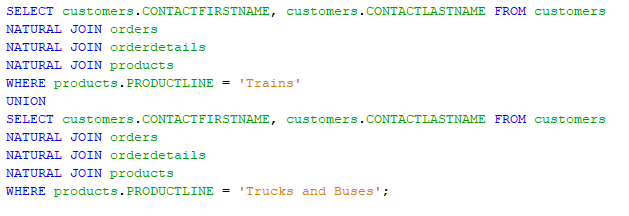 SELECT customers.CONTACTFIRSTNAME, customers.CONTACTLASTNAME FROM customers
NATURAL JOIN orders
NATURAL JOIN orderdetails
NATURAL JOIN products
WHERE products.PRODUCTLINE = 'Trains'
UNION
SELECT customers.CONTACTFIRSTNAME, customers.CONTACTLASTNAME FROM customers
NATURAL JOIN orders
NATURAL JOIN orderdetails
NATURAL JOIN products
WHERE products.PRODUCTLINE = 'Trucks and Buses';